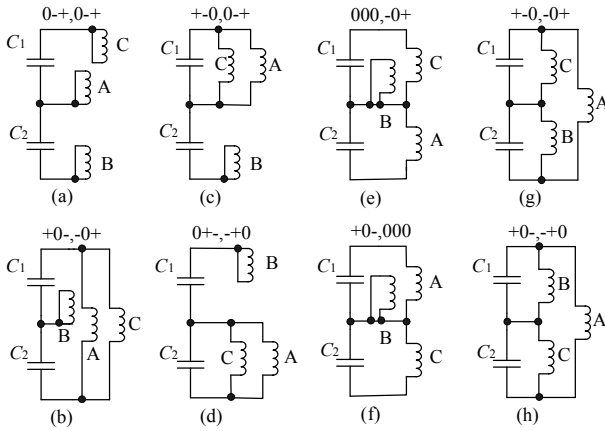 0-+,0-+
+-0,0-+
000,-0+
+-0,-0+
C1
C
A
C2
B
(a)
C1
C
A
C2
B
(c)
C1
C
B
C2
A
(e)
C1
C
A
C2
B
(g)
+0-,-0+
0+-,-+0
+0-,000
+0-,-+0
C1
C
B
A
C2
(b)
C1
B
C2
C
A
(d)
C1
A
B
C2
C
(f)
C1
B
A
C2
C
(h)